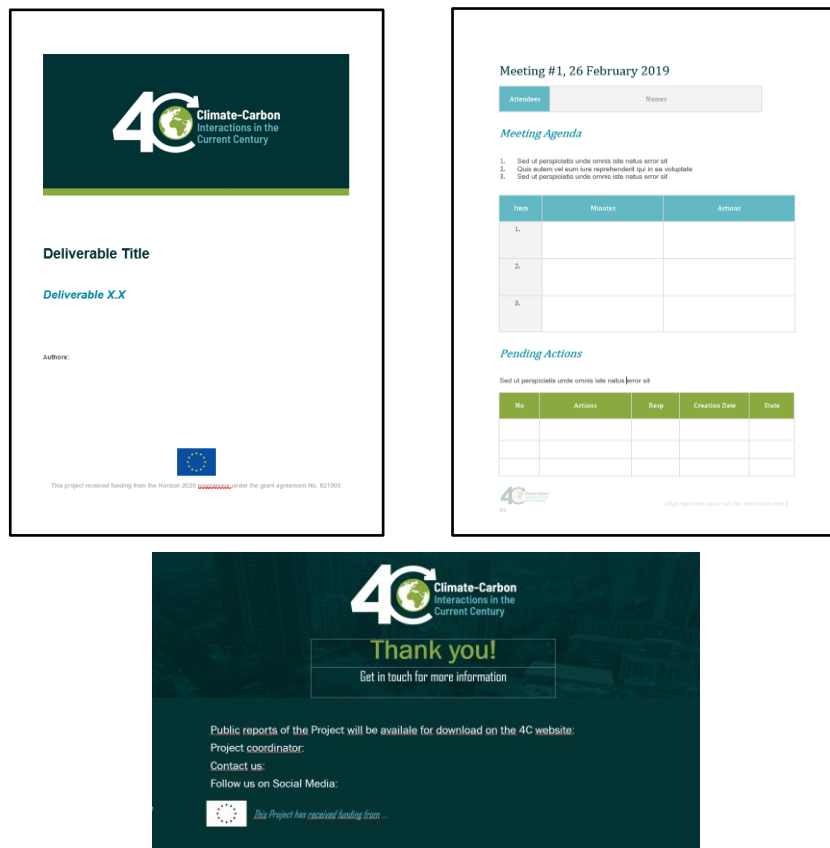 4C
Climate-Carbon
Interactions in the
Current Century
Deliverable Title
Deliverable X.X
Authors:
This project received funding from the Horizon 2020 programme under the grant agreement No. 821003.
Meeting #1, 26 February 2019
Attendees Names
Meeting Agenda
1. Sed ut perspiciatis unde omnis iste natus error sit
2. Quis autem vel eum iure reprehenderit qui in ea voluptate
3. Sed ut perspiciatis unde omnis iste natus error sit
Item Minutes Actions
1.
2.
3.
Pending Actions
Sed ut perspiciatis unde omnis iste natus error sit
No Actions Resp Creation Date State
4C
4C
Climate-Carbon
Interactions in the
Current Century
Thank you!
Get in touch for more information
Public reports of the Project will be availale for download on the 4C website:
Project coordinator:
Contact us:
Follow us on Social Media:
This Project has received funding from ...